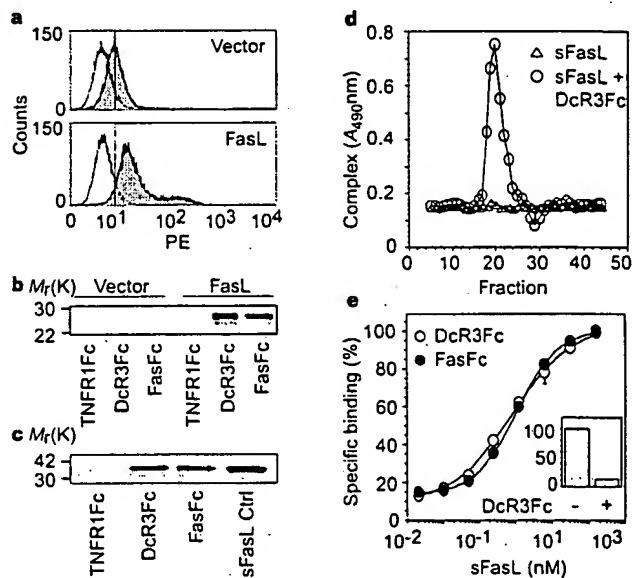 a
150
Vector
0
Counts
150
FasL
0
0 10¹ 10² 10³ 10⁴
PE
b Mr(K) Vector FasL
30
22
TNFR1Fc
DcR3Fc
FasFc
TNFR1Fc
DcR3Fc
FasFc
c Mr(K)
42
30
TNFR1Fc
DcR3Fc
FasFc
sFasL Ctrl
d
Complex (A490nm)
0.8
0.6
0.4
0.2
0
sFasL
sFasL +
DcR3Fc
0 10 20 30 40 50
Fraction
e
Specific binding (%)
100
80
60
40
20
0
DcR3Fc
FasFc
100
50
0
DcR3Fc - +
10⁻² 10⁻¹ 10⁰ 10¹ 10² 10³
sFasL (nM)